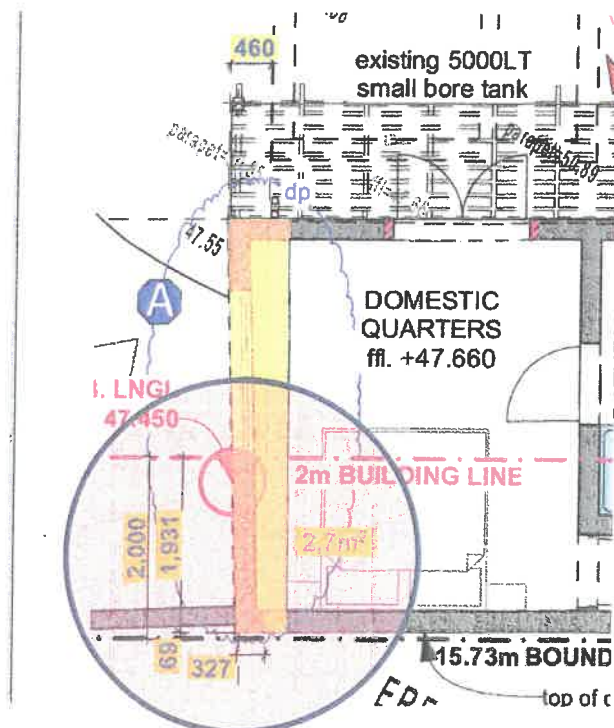 460
existing 5000LT
small bore tank
dp
47.55
A
DOMESTIC
QUARTERS
ffl. +47.660
47.450
2m BUILDING LINE
2,000
1,931
2,7m²
69
327
15.73m BOUND
top of